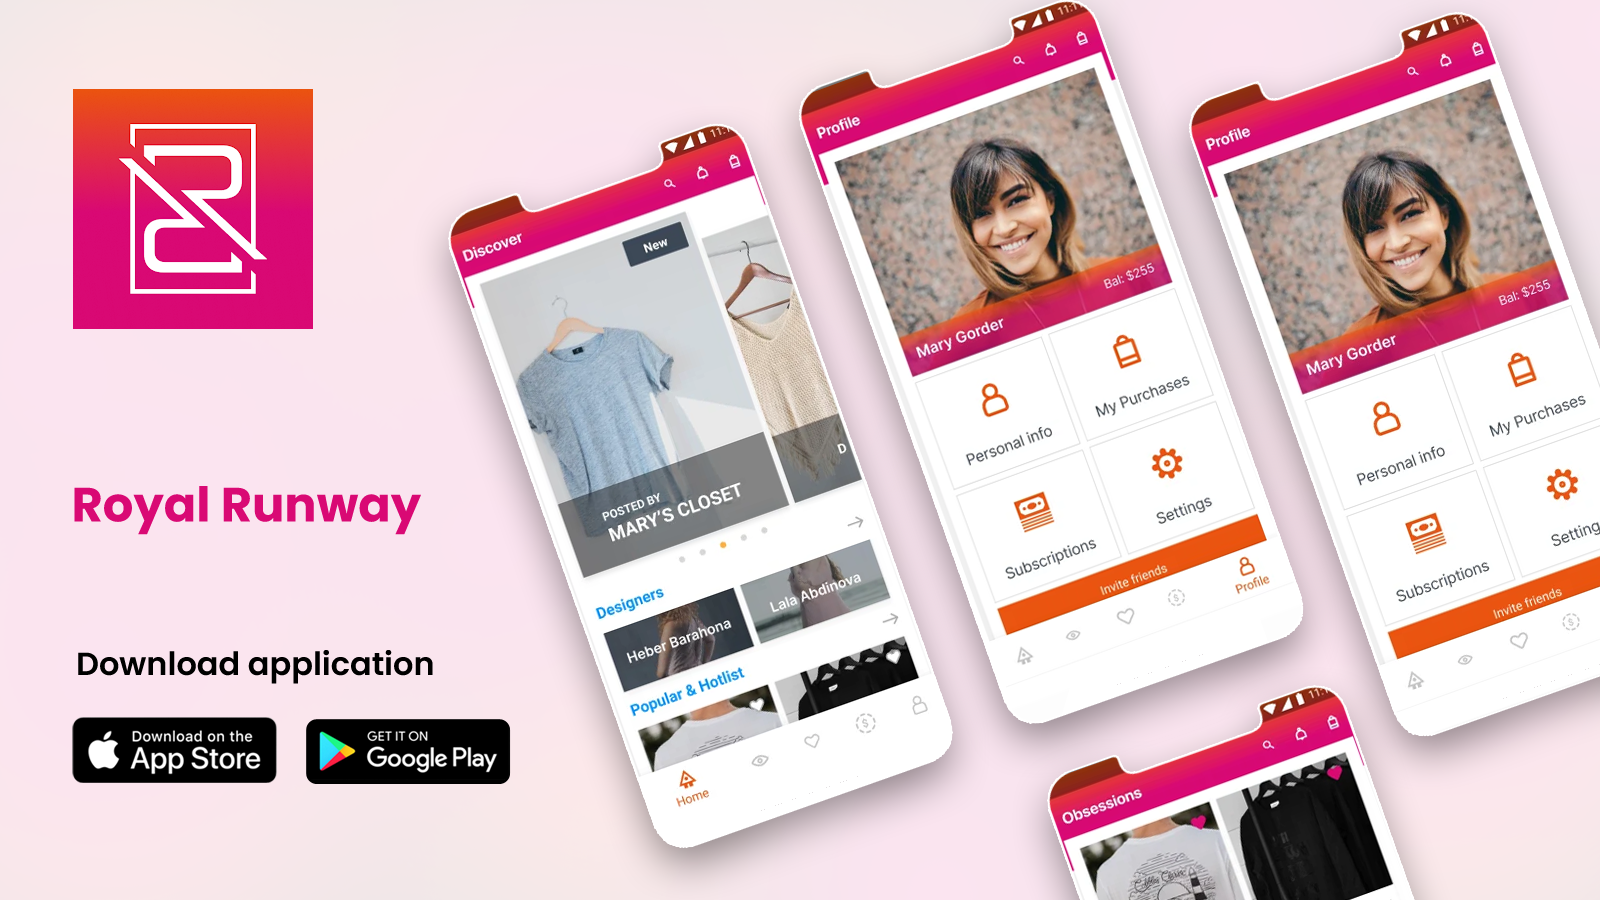 Royal Runway
Download application
Download on the
App Store
GET IT ON
Google Play
Discover
New
POSTED BY
MARY'S CLOSET
D
Designers
Heber Barahona
Lala Abdinova
Popular & Hotlist
Home
Profile
Mary Gorder
Bal: $255
Personal info
My Purchases
Subscriptions
Settings
Invite friends
Profile
Profile
Mary Gorder
Bal: $255
Personal info
My Purchases
Subscriptions
Setting
Invite friends
Obsessions